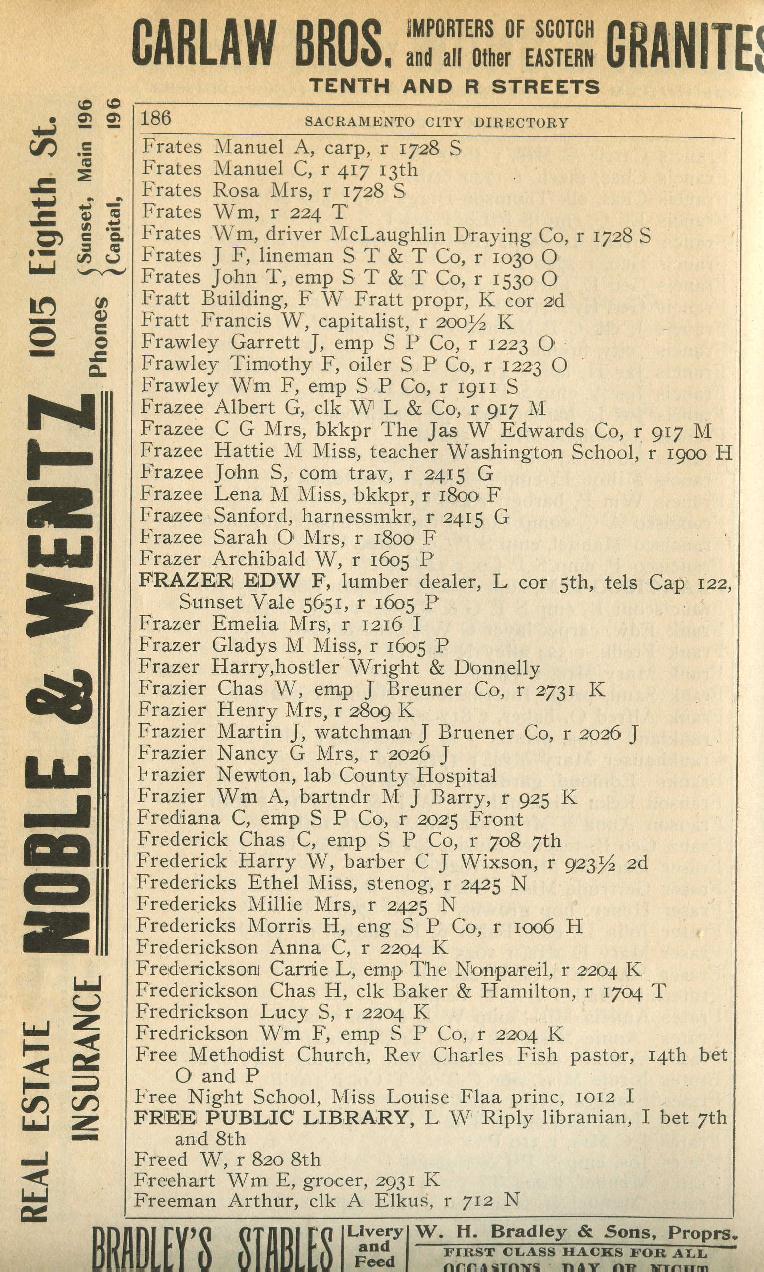 CARLAW BROS. IMPORTERS OF SCOTCH and all Other EASTERN GRANITES
TENTH AND R STREETS
186 SACRAMENTO CITY DIRECTORY
Frates Manuel A, carp, r 1728 S
Frates Manuel C, r 417 13th
Frates Rosa Mrs, r 1728 S
Frates Wm, r 224 T
Frates Wm, driver McLaughlin Draying Co, r 1728 S
Frates J F, lineman S T & T Co, r 1030 O
Frates John T, emp S T & T Co, r 1530 O
Fratt Building, F W Fratt propr, K cor 2d
Fratt Francis W, capitalist, r 200½ K
Frawley Garrett J, emp S P Co, r 1223 O
Frawley Timothy F, oiler S P Co, r 1223 O
Frawley Wm F, emp S P Co, r 1911 S
Frazee Albert G, clk W L & Co, r 917 M
Frazee C G Mrs, bkkpr The Jas W Edwards Co, r 917 M
Frazee Hattie M Miss, teacher Washington School, r 1900 H
Frazee John S, com trav, r 2415 G
Frazee Lena M Miss, bkkpr, r 1800 F
Frazee Sanford, harnessmkr, r 2415 G
Frazee Sarah O Mrs, r 1800 F
Frazer Archibald W, r 1605 P
FRAZER EDW F, lumber dealer, L cor 5th, tels Cap 122,
Sunset Vale 5651, r 1605 P
Frazer Emelia Mrs, r 1216 I
Frazer Gladys M Miss, r 1605 P
Frazer Harry,hostler Wright & Donnelly
Frazier Chas W, emp J Breuner Co, r 2731 K
Frazier Henry Mrs, r 2809 K
Frazier Martin J, watchman J Bruener Co, r 2026 J
Frazier Nancy G Mrs, r 2026 J
Frazier Newton, lab County Hospital
Frazier Wm A, bartndr M J Barry, r 925 K
Frediana C, emp S P Co, r 2025 Front
Frederick Chas C, emp S P Co, r 708 7th
Frederick Harry W, barber C J Wixson, r 923½ 2d
Fredericks Ethel Miss, stenog, r 2425 N
Fredericks Millie Mrs, r 2425 N
Fredericks Morris H, eng S P Co, r 1006 H
Frederickson Anna C, r 2204 K
Frederickson Carrie L, emp The Nonpareil, r 2204 K
Frederickson Chas H, clk Baker & Hamilton, r 1704 T
Fredrickson Lucy S, r 2204 K
Fredrickson Wm F, emp S P Co, r 2204 K
Free Methodist Church, Rev Charles Fish pastor, 14th bet
O and P
Free Night School, Miss Louise Flaa princ, 1012 I
FREE PUBLIC LIBRARY, L W Riply libranian, I bet 7th
and 8th
Freed W, r 820 8th
Freehart Wm E, grocer, 2931 K
Freeman Arthur, clk A Elkus, r 712 N
REAL ESTATE
INSURANCE
NOBLE & WENTZ
1015 Eighth St.
Phones { Sunset, Main 196
Capital, 196
BRADLEY'S STABLES
Livery
and
Feed
W. H. Bradley & Sons, Proprs.
FIRST CLASS HACKS FOR ALL
OCCASIONS, DAY OR NIGHT